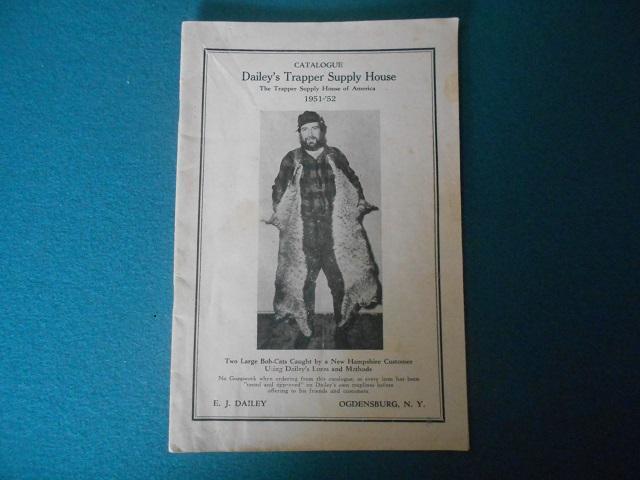 CATALOGUE
Dailey's Trapper Supply House
The Trapper Supply House of America
1951-'52
Two Large Bob-Cats Caught by a New Hampshire Customer
Using Dailey's Lures and Methods
No Guesswork when ordering from this catalogue, as every item has been
"tested and approved" on Dailey's own traplines before
offering to his friends and customers.
E. J. DAILEY OGDENSBURG, N. Y.